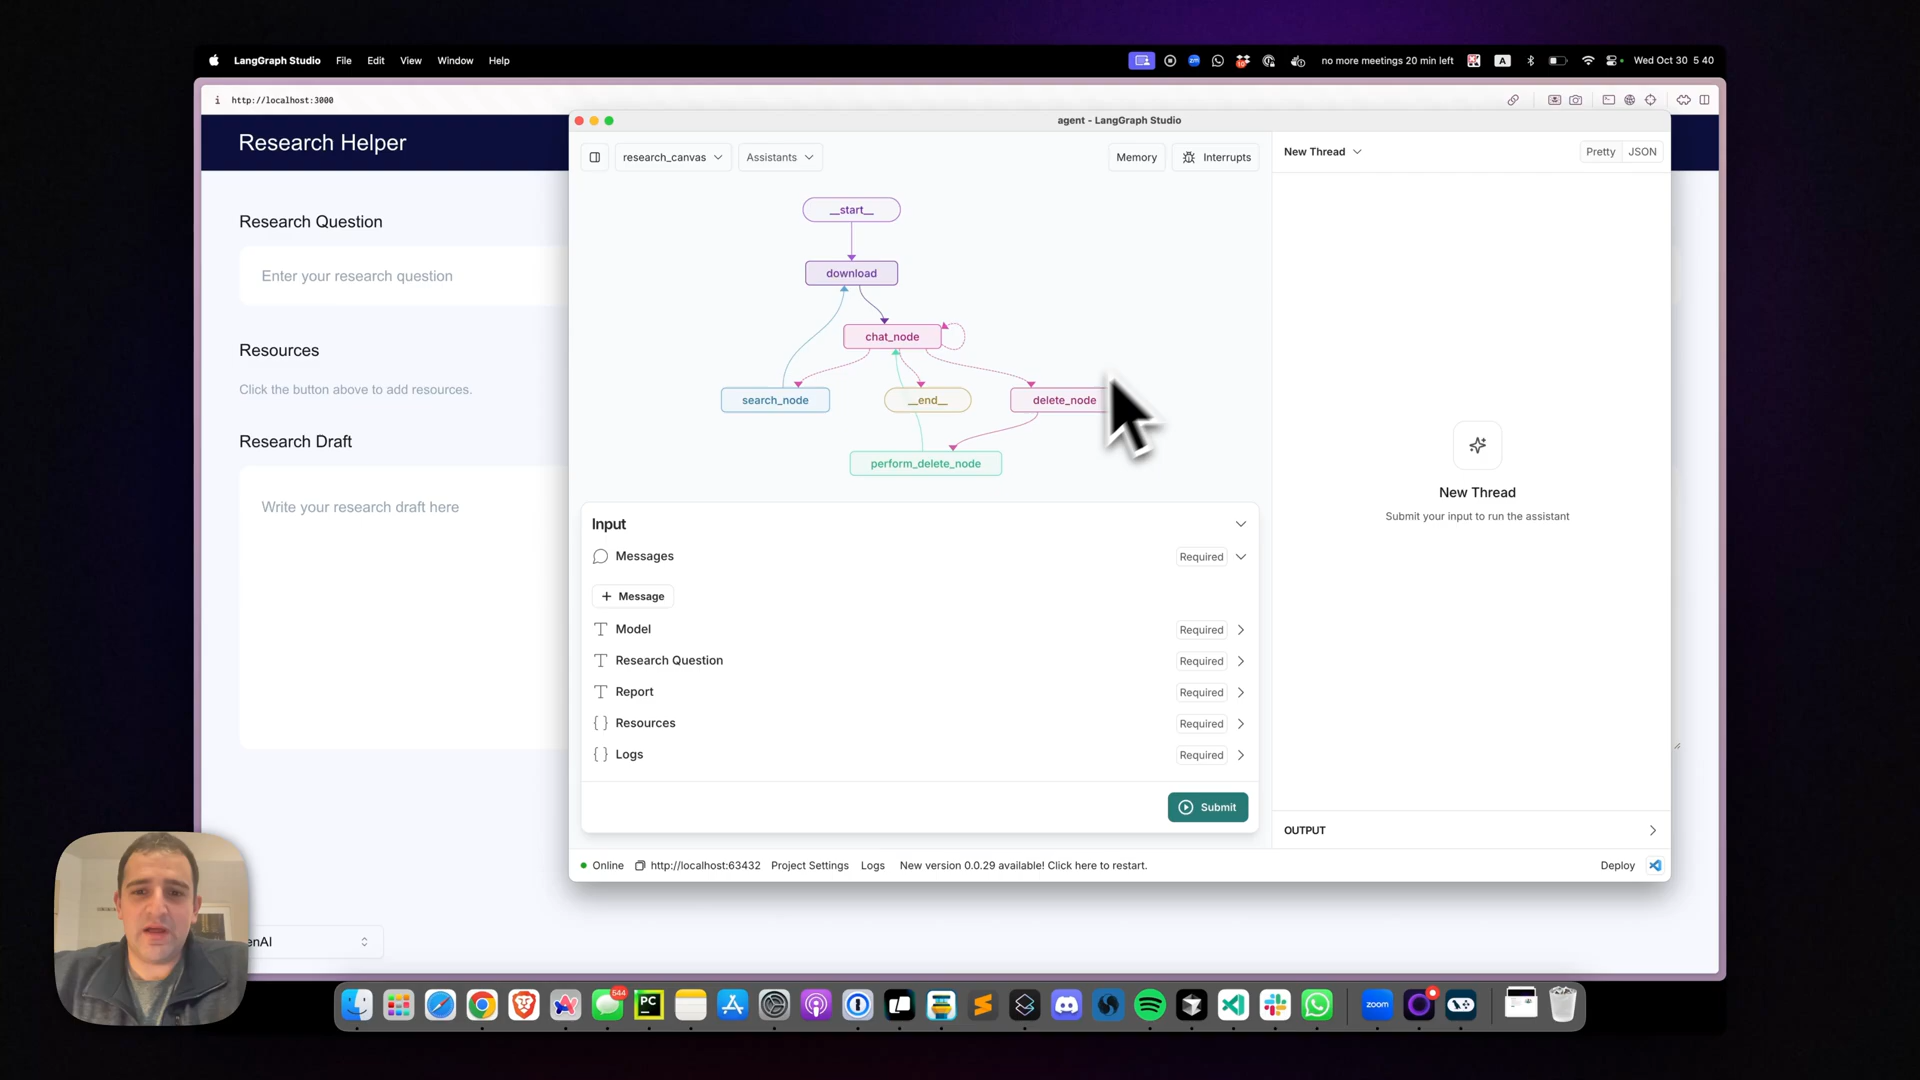 LangGraph Studio File Edit View Window Help
no more meetings 20 min left A Wed Oct 30 5 40
i http://localhost:3000
agent - LangGraph Studio
Research Helper
research_canvas Assistants Memory Interrupts
New Thread Pretty JSON
__start__
download
chat_node
search_node __end__ delete_node
perform_delete_node
Research Question
Enter your research question
Resources
Click the button above to add resources.
Research Draft
Write your research draft here
New Thread
Submit your input to run the assistant
Input
Messages Required
+ Message
Model Required
Research Question Required
Report Required
{ } Resources Required
{ } Logs Required
Submit
OUTPUT
Online http://localhost:63432 Project Settings Logs New version 0.0.29 available! Click here to restart.
Deploy
enAI
544
PC
zoom